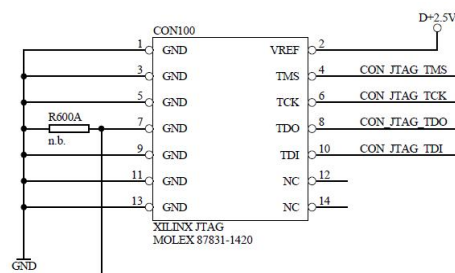 D+2.5V
CON100
1 GND VREF 2
3 GND TMS 4 CON_JTAG_TMS
5 GND TCK 6 CON_JTAG_TCK
R600A
7 GND TDO 8 CON_JTAG_TDO
n.b.
9 GND TDI 10 CON_JTAG_TDI
11 GND NC 12
13 GND NC 14
XILINX JTAG
MOLEX 87831-1420
GND